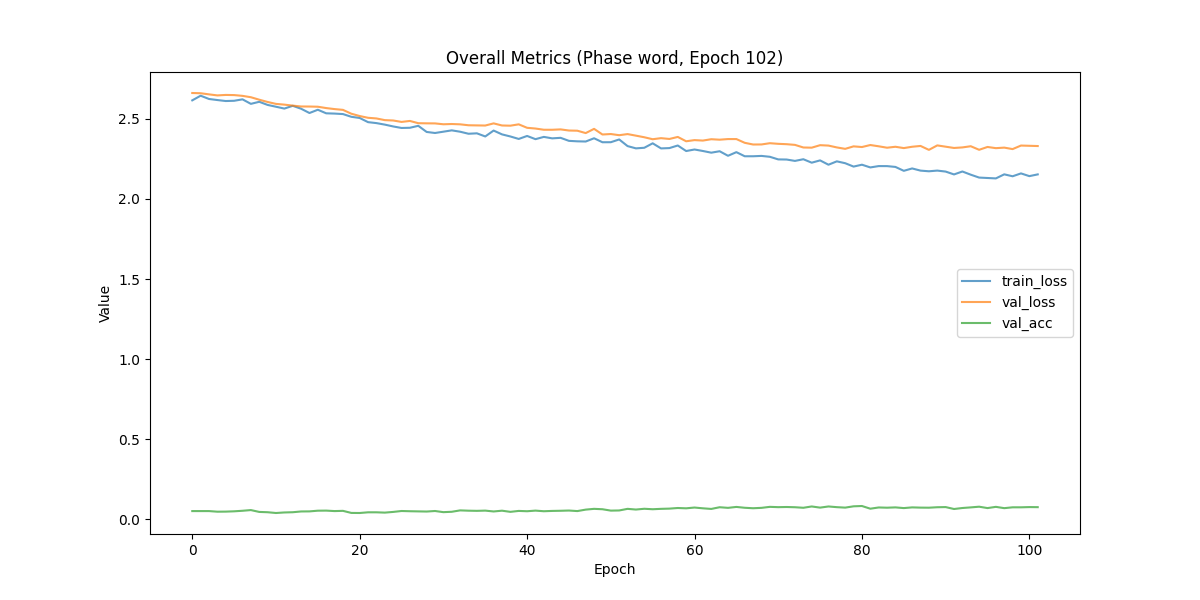 Overall Metrics (Phase word, Epoch 102)
2.5
2.0
1.5
1.0
0.5
0.0
Value
train_loss
val_loss
val_acc
0 20 40 60 80 100
Epoch